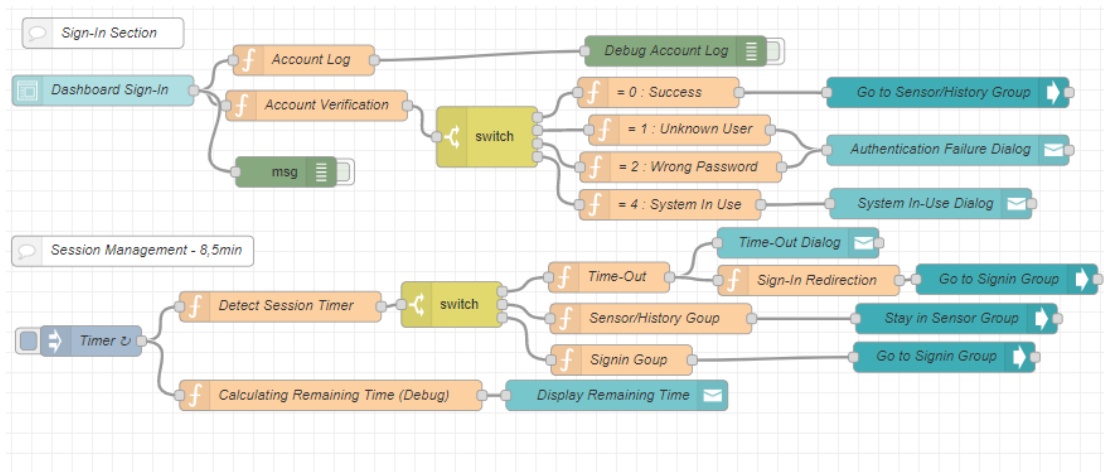 Sign-In Section
Account Log
Debug Account Log
Dashboard Sign-In
Account Verification
= 0 : Success
Go to Sensor/History Group
switch
= 1 : Unknown User
Authentication Failure Dialog
msg
= 2 : Wrong Password
= 4 : System In Use
System In-Use Dialog
Session Management - 8,5min
Time-Out Dialog
Time-Out
Sign-In Redirection
Go to Signin Group
Detect Session Timer
switch
Sensor/History Goup
Stay in Sensor Group
Timer ↻
Signin Goup
Go to Signin Group
Calculating Remaining Time (Debug)
Display Remaining Time